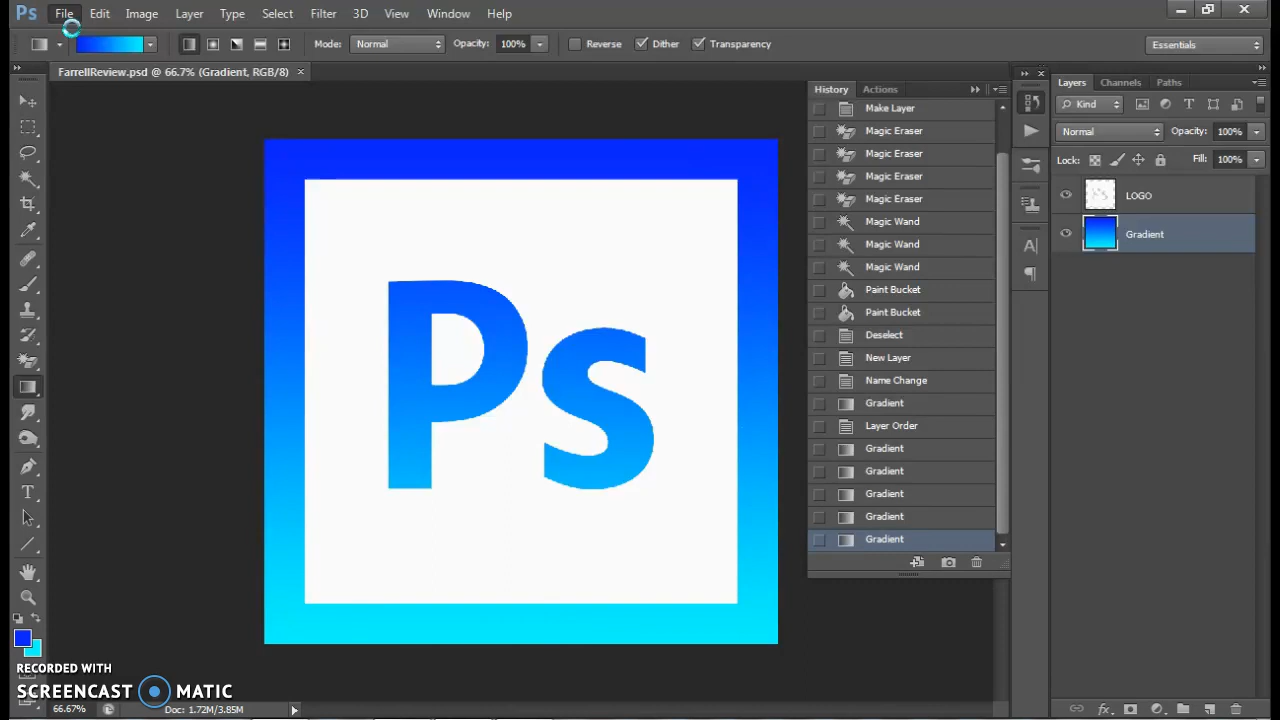 Ps File Edit Image Layer Type Select Filter 3D View Window Help
Mode: Normal Opacity: 100% Reverse Dither Transparency Essentials
FarrellReview.psd @ 66.7% (Gradient, RGB/8) ×
History Actions
Make Layer
Magic Eraser
Magic Eraser
Magic Eraser
Magic Eraser
Magic Wand
Magic Wand
Magic Wand
Paint Bucket
Paint Bucket
Deselect
New Layer
Name Change
Gradient
Layer Order
Gradient
Gradient
Gradient
Gradient
Gradient
Layers Channels Paths
Kind
Normal Opacity: 100%
Lock: Fill: 100%
LOGO
Gradient
Ps
RECORDED WITH
SCREENCAST MATIC
66.67% Doc: 1.72M/3.85M